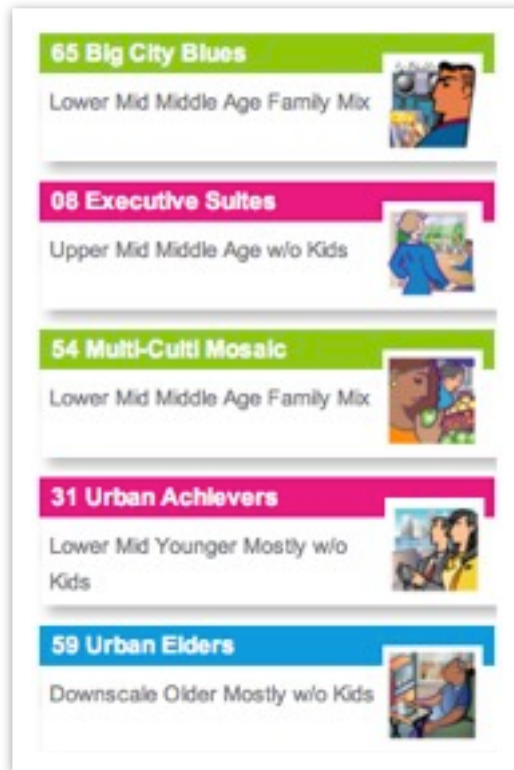 65 Big City Blues
Lower Mid Middle Age Family Mix
08 Executive Suites
Upper Mid Middle Age w/o Kids
54 Multi-Culti Mosaic
Lower Mid Middle Age Family Mix
31 Urban Achievers
Lower Mid Younger Mostly w/o
Kids
59 Urban Elders
Downscale Older Mostly w/o Kids